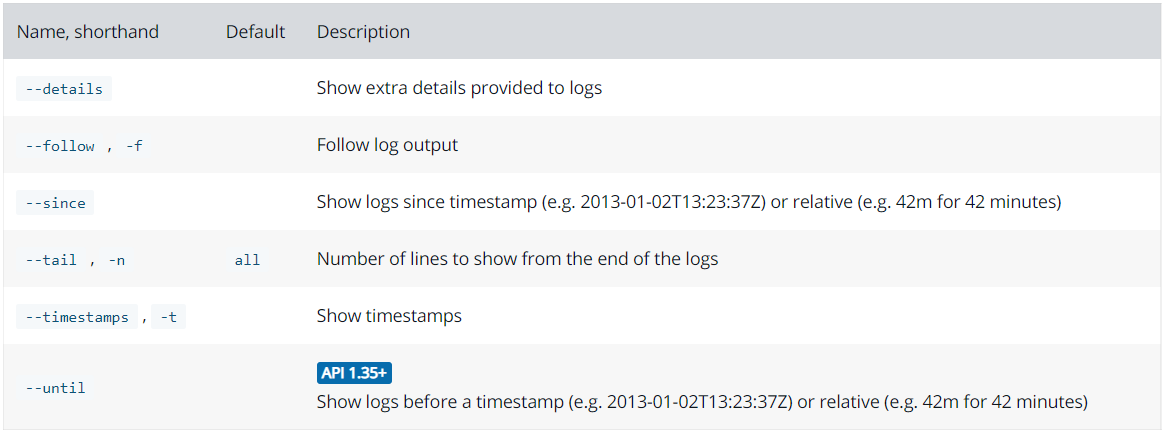 Name, shorthand Default Description
--details Show extra details provided to logs
--follow , -f Follow log output
--since Show logs since timestamp (e.g. 2013-01-02T13:23:37Z) or relative (e.g. 42m for 42 minutes)
--tail , -n all Number of lines to show from the end of the logs
--timestamps , -t Show timestamps
API 1.35+
--until
Show logs before a timestamp (e.g. 2013-01-02T13:23:37Z) or relative (e.g. 42m for 42 minutes)